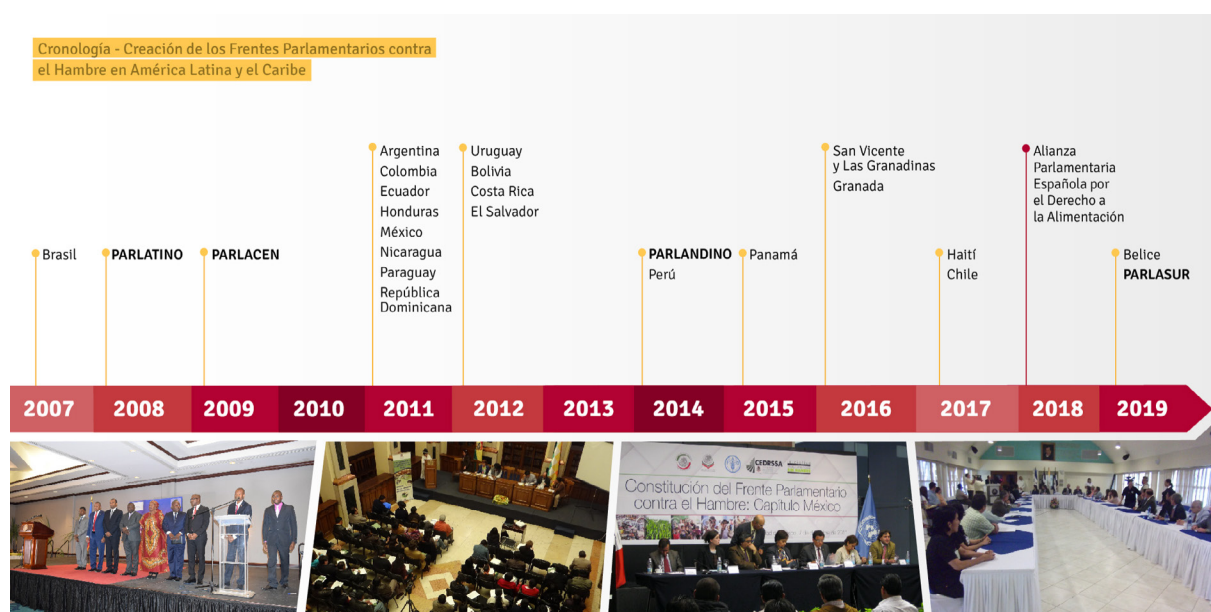 Cronología - Creación de los Frentes Parlamentarios contra
el Hambre en América Latina y el Caribe
Brasil
PARLATINO
PARLACEN
Argentina
Colombia
Ecuador
Honduras
México
Nicaragua
Paraguay
República
Dominicana
Uruguay
Bolivia
Costa Rica
El Salvador
PARLANDINO
Perú
Panamá
San Vicente
y Las Granadinas
Granada
Haití
Chile
Alianza
Parlamentaria
Española por
el Derecho a
la Alimentación
Belice
PARLASUR
2007
2008
2009
2010
2011
2012
2013
2014
2015
2016
2017
2018
2019
CEDRSSA
Constitución del Frente Parlamentario
contra el Hambre: Capítulo México